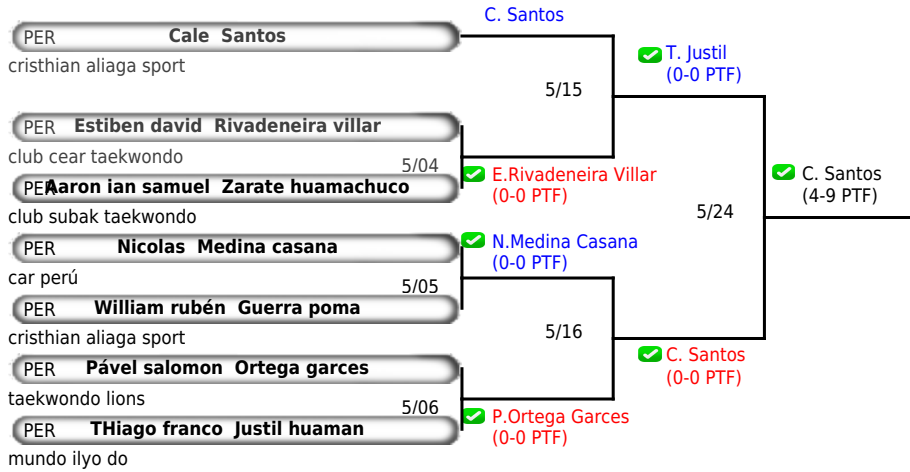 C. Santos
PER Cale Santos
cristhian aliaga sport
T. Justil
(0-0 PTF)
5/15
PER Estiben david Rivadeneira villar
club cear taekwondo
5/04
E.Rivadeneira Villar
(0-0 PTF)
C. Santos
(4-9 PTF)
PER Aaron ian samuel Zarate huamachuco
club subak taekwondo
5/24
PER Nicolas Medina casana
N.Medina Casana
(0-0 PTF)
car perú
5/05
PER William rubén Guerra poma
cristhian aliaga sport
5/16
PER Pável salomon Ortega garces
C. Santos
(0-0 PTF)
taekwondo lions
5/06
P.Ortega Garces
(0-0 PTF)
PER THiago franco Justil huaman
mundo ilyo do